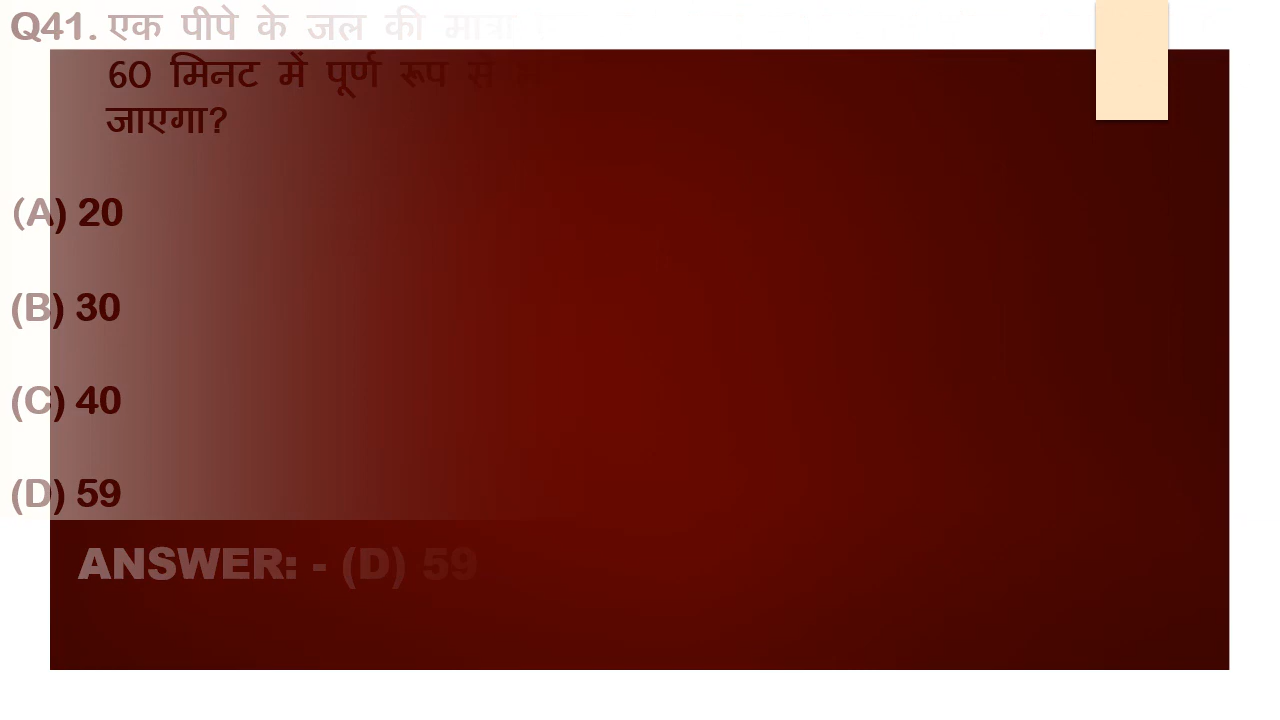 Q41. एक पीपे के जल की मात्रा
60 मिनट में पूर्ण रूप से
जाएगा?
(A) 20
(B) 30
(C) 40
(D) 59
ANSWER: - (D) 59